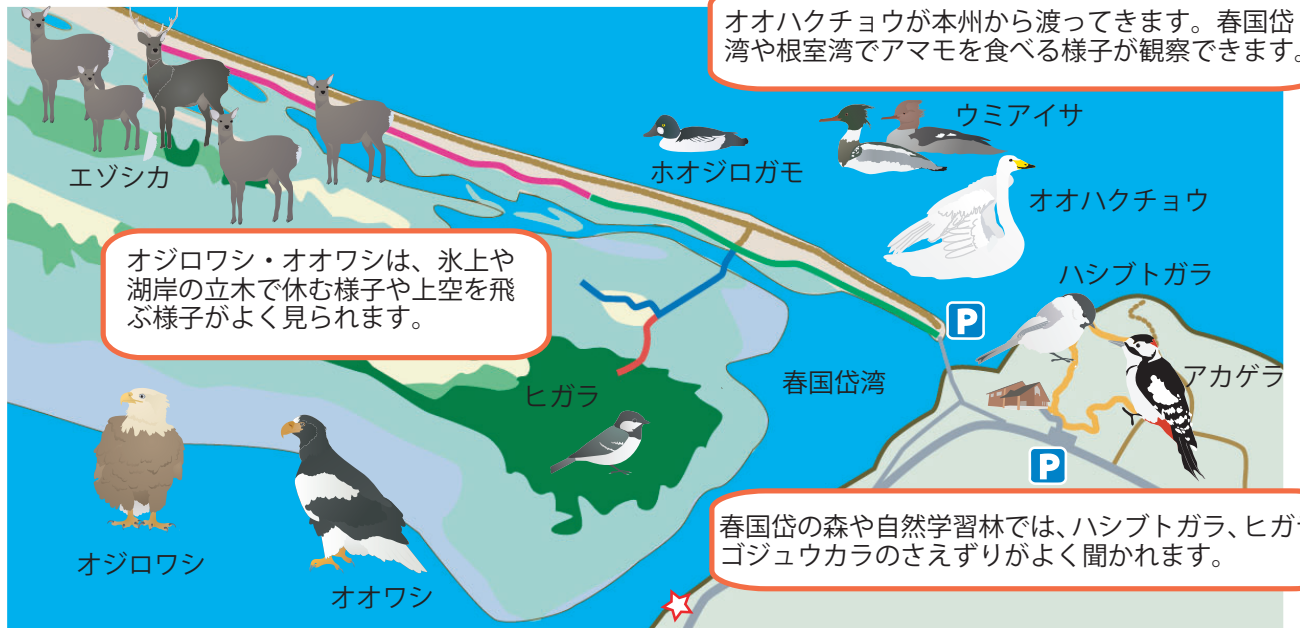 オオハクチョウが本州から渡ってきます。春国岱
湾や根室湾でアマモを食べる様子が観察できます。
ウミアイサ
ホオジロガモ
エゾシカ
オオハクチョウ
オジロワシ・オオワシは、氷上や
湖岸の立木で休む様子や上空を飛
ぶ様子がよく見られます。
ハシブトガラ
P
アカゲラ
春国岱湾
ヒガラ
P
春国岱の森や自然学習林では、ハシブトガラ、ヒガラ
ゴジュウカラのさえずりがよく聞かれます。
オジロワシ
オオワシ